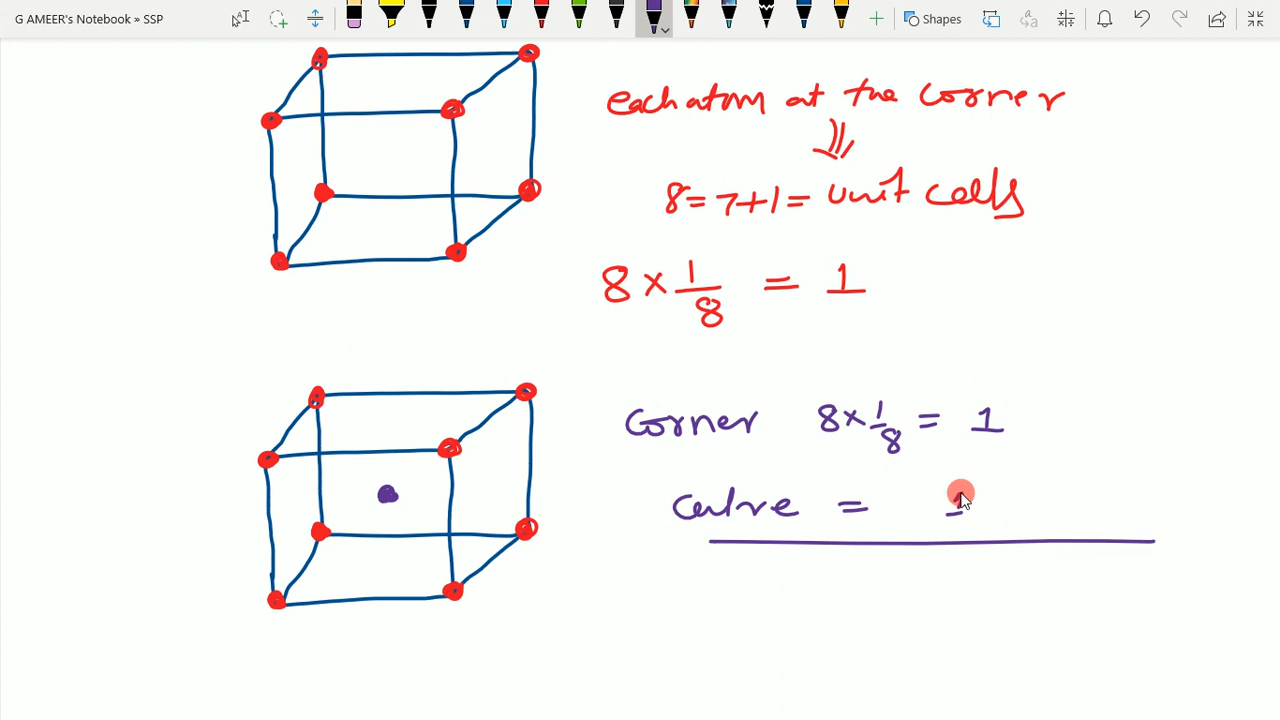 G AMEER's Notebook » SSP
Shapes
each atom at the corner
8 = 7+1 = unit cells
8 × 1/8 = 1
corner 8 × 1/8 = 1
centre = 1